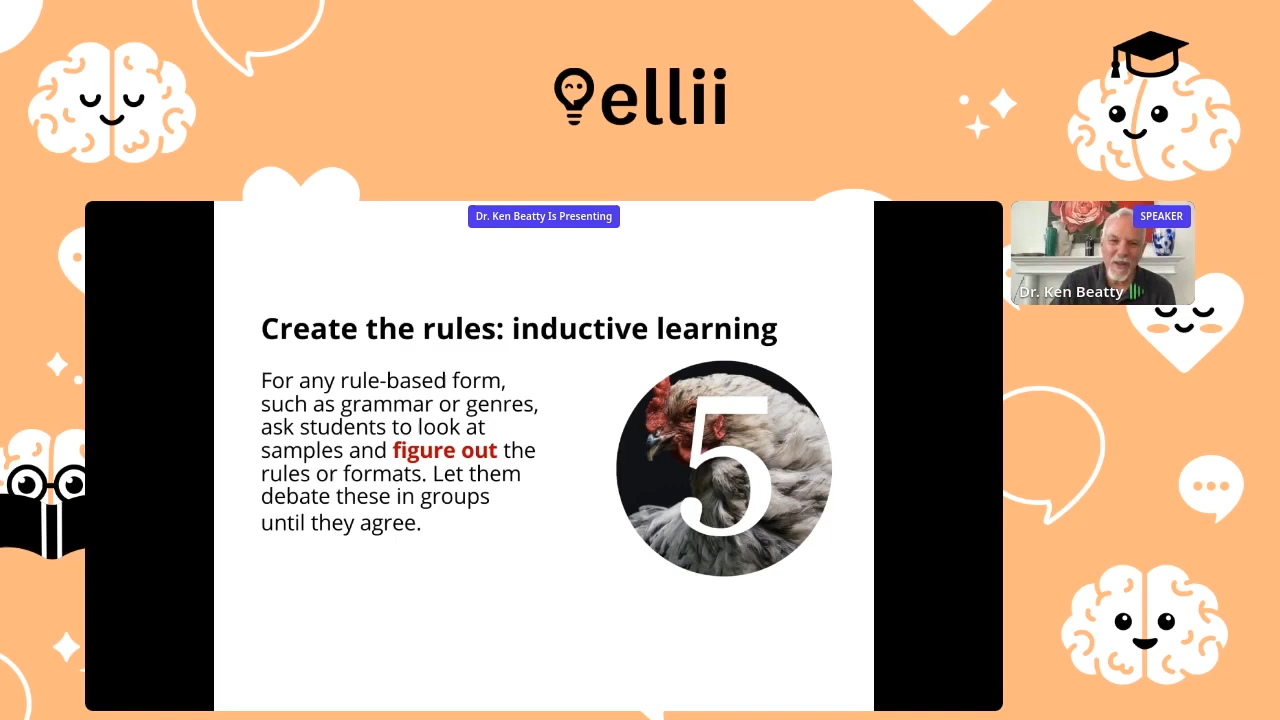 ellii
Dr. Ken Beatty Is Presenting
SPEAKER
Dr. Ken Beatty
Create the rules: inductive learning
For any rule-based form,
such as grammar or genres,
ask students to look at
samples and figure out the
rules or formats. Let them
debate these in groups
until they agree.
5